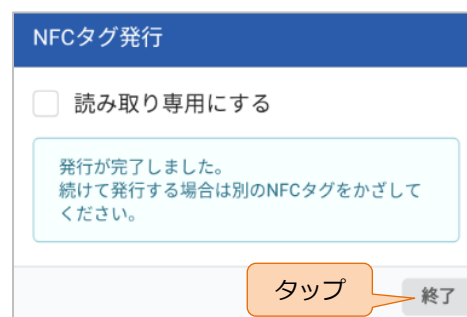 NFCタグ発行
読み取り専用にする
発行が完了しました。
続けて発行する場合は別のNFCタグをかざして
ください。
タップ
終了